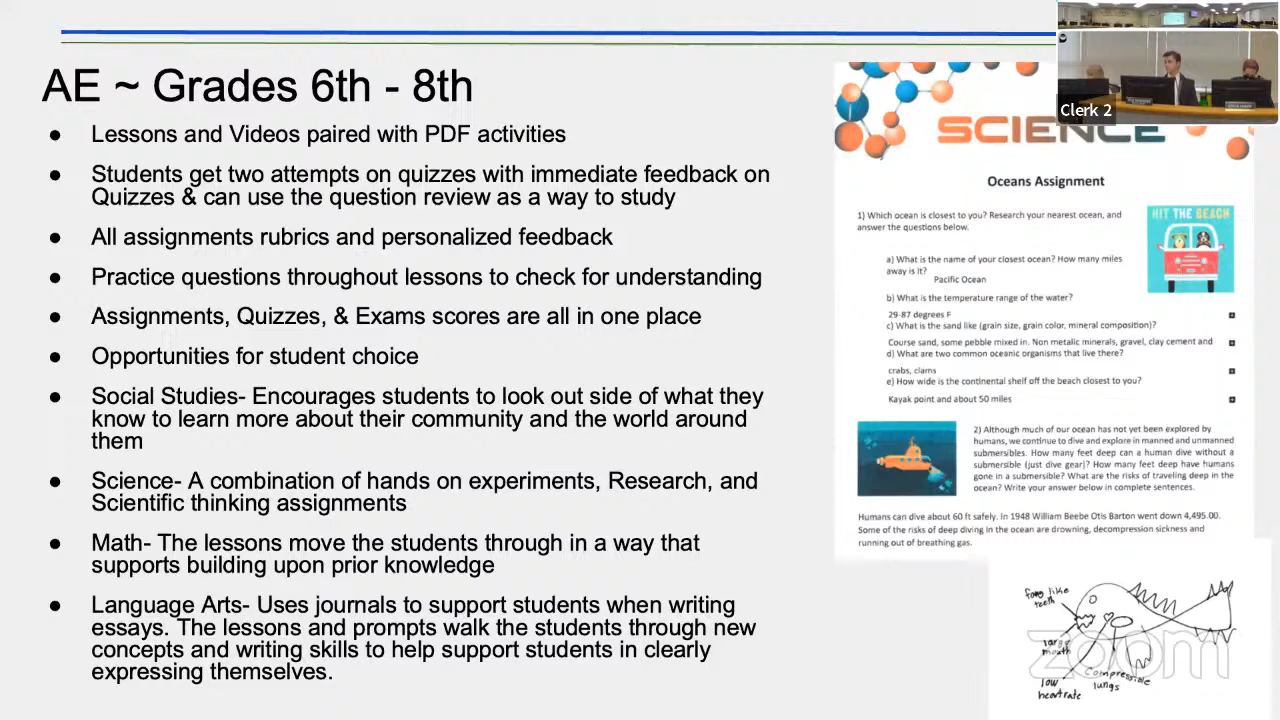 AE ~ Grades 6th - 8th
● Lessons and Videos paired with PDF activities
● Students get two attempts on quizzes with immediate feedback on
Quizzes & can use the question review as a way to study
● All assignments rubrics and personalized feedback
● Practice questions throughout lessons to check for understanding
● Assignments, Quizzes, & Exams scores are all in one place
● Opportunities for student choice
● Social Studies- Encourages students to look out side of what they
know to learn more about their community and the world around
them
● Science- A combination of hands on experiments, Research, and
Scientific thinking assignments
● Math- The lessons move the students through in a way that
supports building upon prior knowledge
● Language Arts- Uses journals to support students when writing
essays. The lessons and prompts walk the students through new
concepts and writing skills to help support students in clearly
expressing themselves.
Clerk 2
SCIENCE
Oceans Assignment
1) Which ocean is closest to you? Research your nearest ocean, and
answer the questions below.
HIT THE BEACH
a) What is the name of your closest ocean? How many miles
away is it?
Pacific Ocean
b) What is the temperature range of the water?
29-87 degrees F
c) What is the sand like (grain size, grain color, mineral composition)?
Course sand, some pebble mixed in. Non metalic minerals, gravel, clay cement and
d) What are two common oceanic organisms that live there?
crabs, clams
e) How wide is the continental shelf off the beach closest to you?
Kayak point and about 50 miles
2) Although much of our ocean has not yet been explored by
humans, we continue to dive and explore in manned and unmanned
submersibles. How many feet deep can a human dive without a
submersible (just dive gear)? How many feet deep have humans
gone in a submersible? What are the risks of traveling deep in the
ocean? Write your answer below in complete sentences.
Humans can dive about 60 ft safely. In 1948 William Beebe Otis Barton went down 4,495.00.
Some of the risks of deep diving in the ocean are drowning, decompression sickness and
running out of breathing gas.
fang like
teeth
large
mouth
low
heartrate
Compressible
lungs
zoom